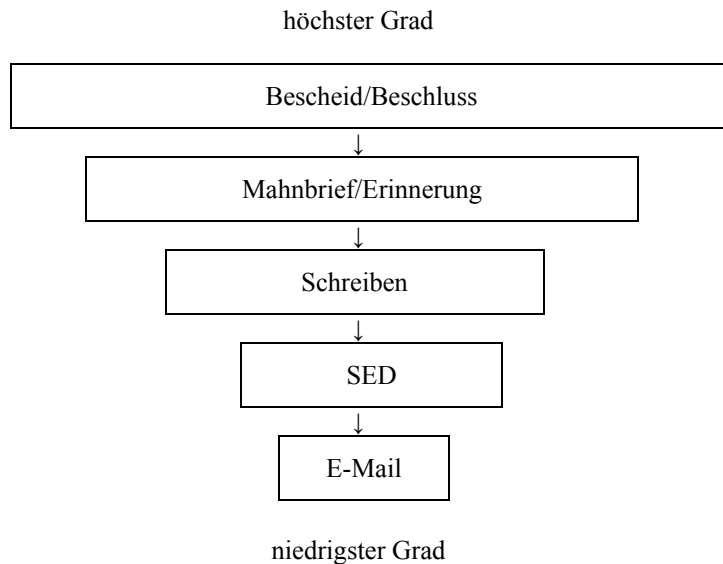 höchster Grad
Bescheid/Beschluss
↓
Mahnbrief/Erinnerung
↓
Schreiben
↓
SED
↓
E-Mail
niedrigster Grad